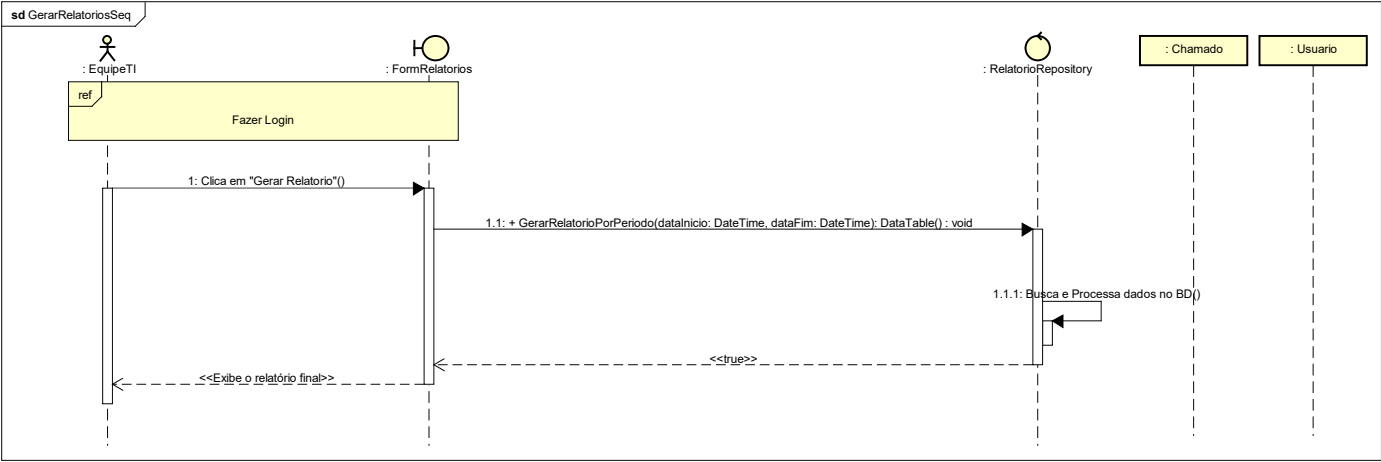 sd GerarRelatoriosSeq
: EquipeTI
: FormRelatorios
: RelatorioRepository
: Chamado
: Usuario
ref
Fazer Login
1: Clica em "Gerar Relatorio"()
1.1: + GerarRelatorioPorPeriodo(dataInicio: DateTime, dataFim: DateTime): DataTable() : void
1.1.1: Busca e Processa dados no BD()
<<true>>
<<Exibe o relatório final>>